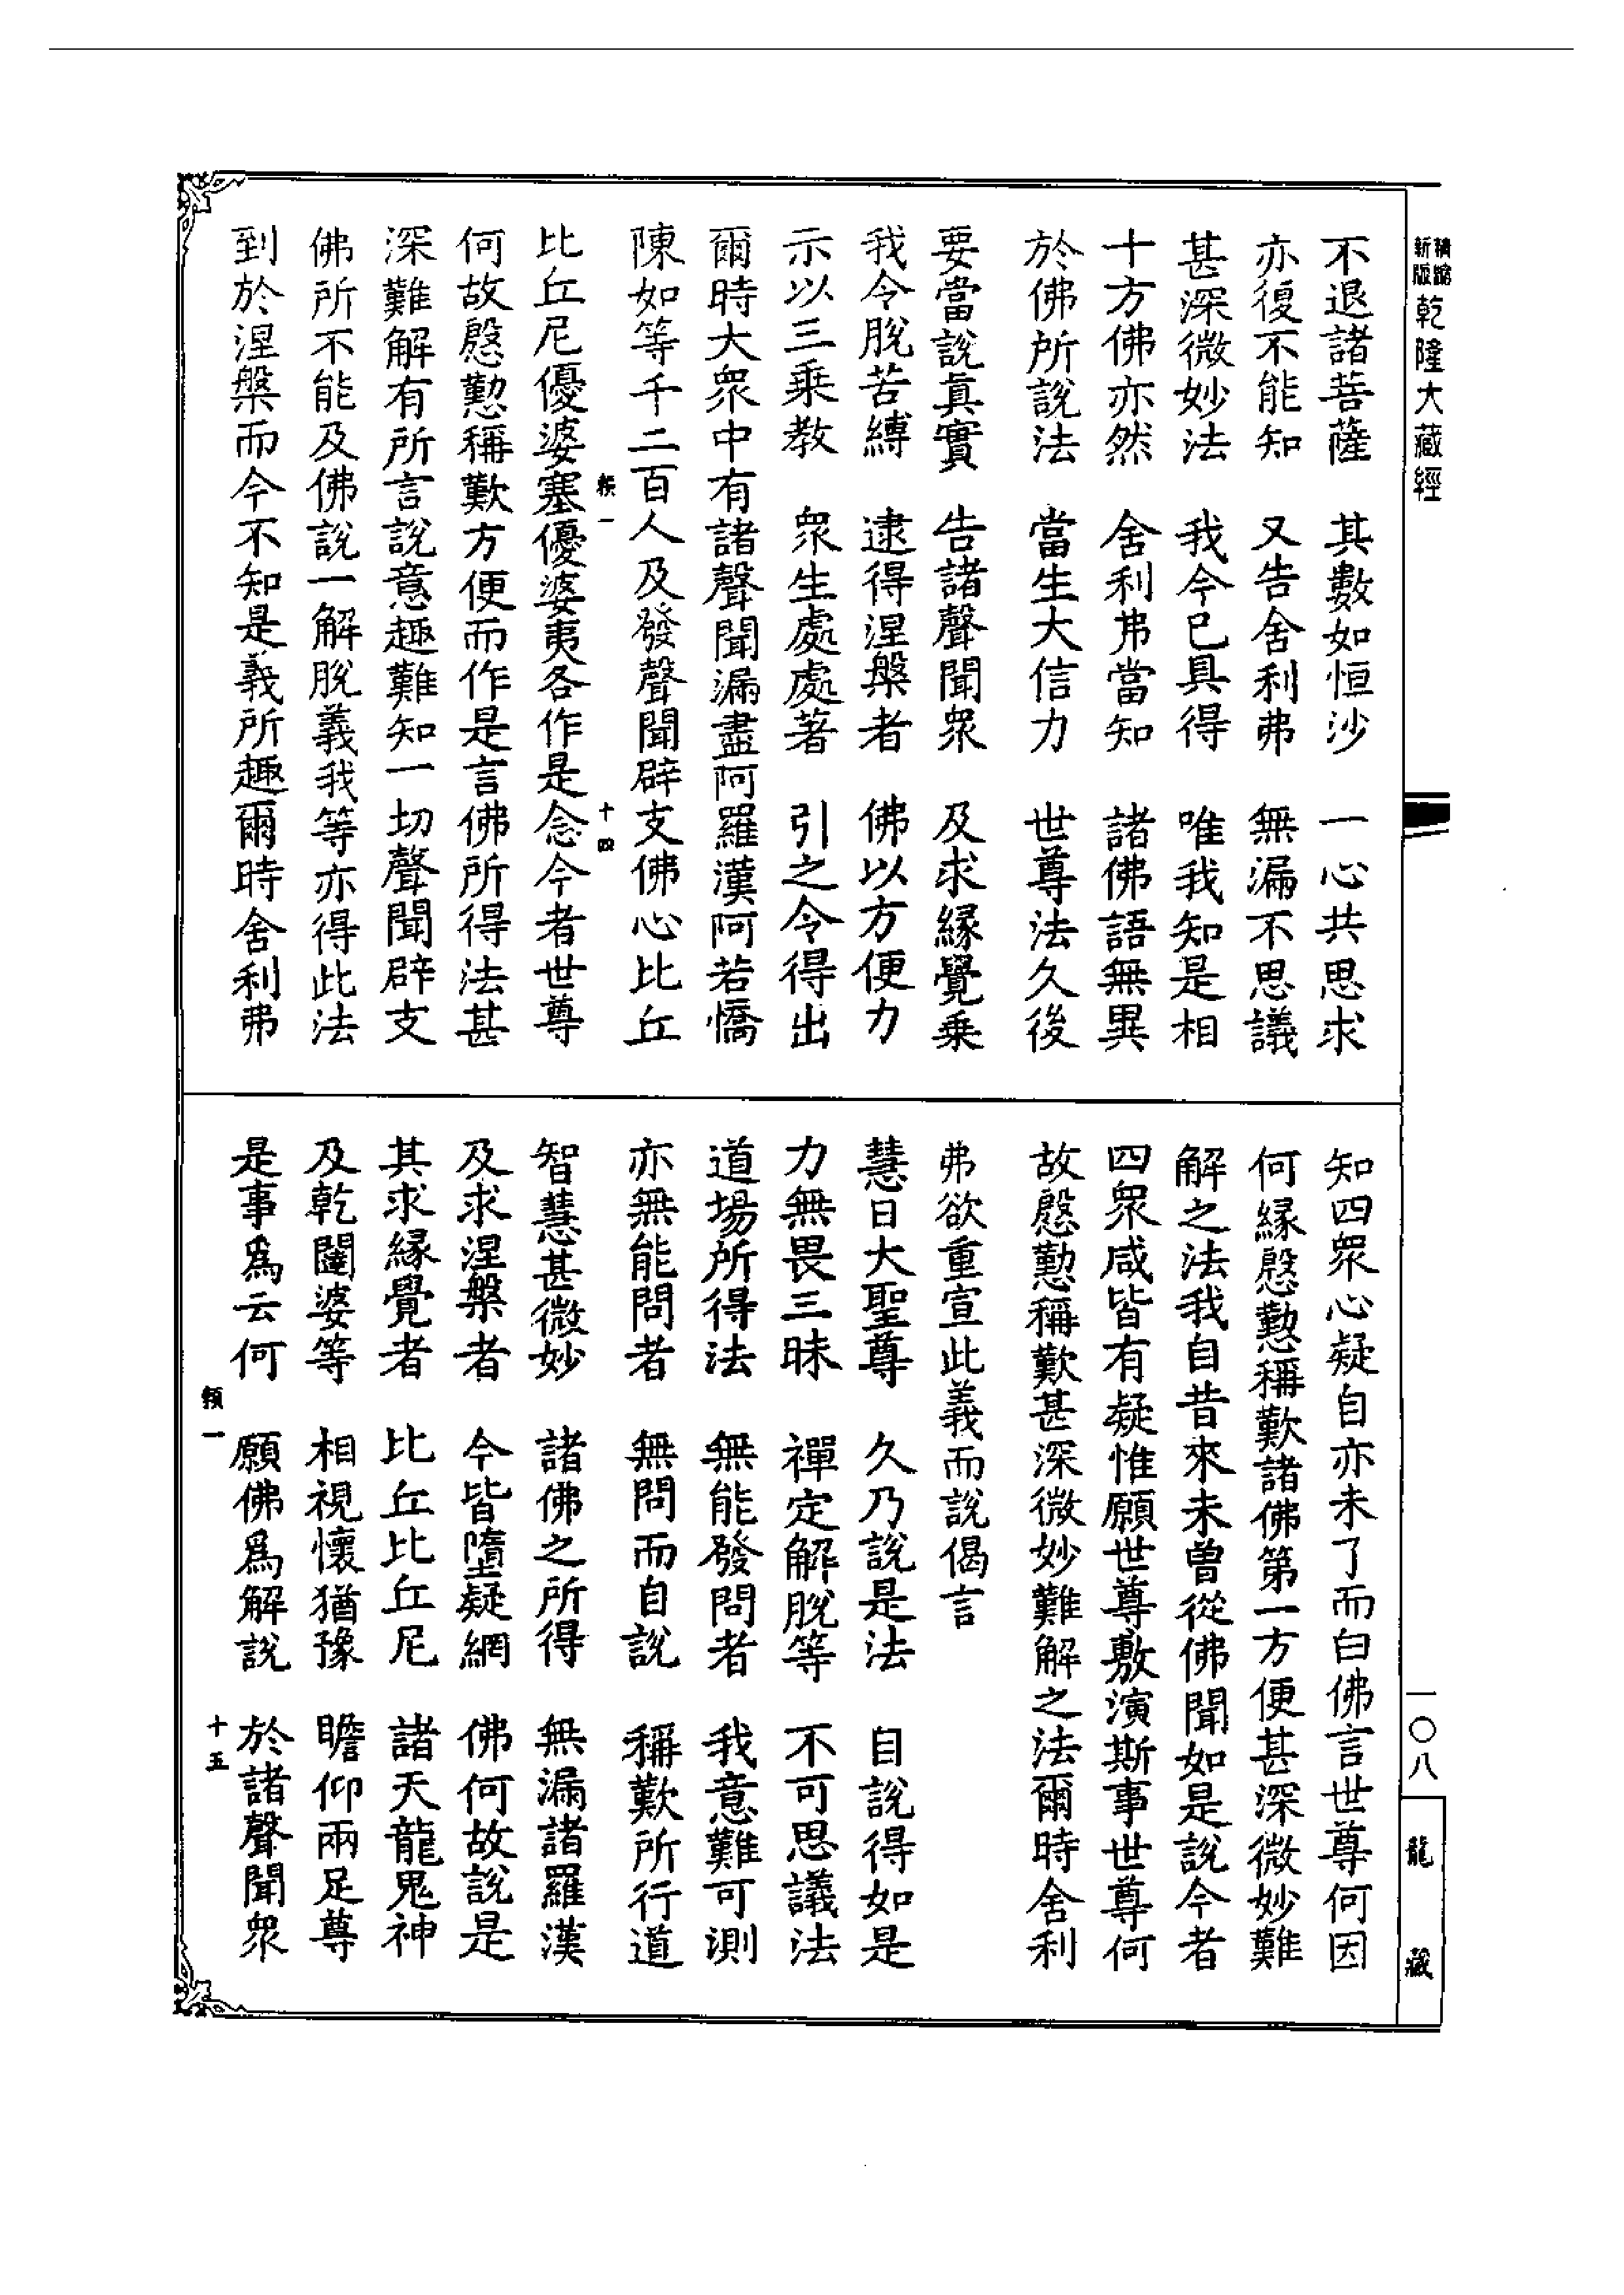 乾隆大藏經
不退諸菩薩　其數如恒沙　一心共思求
亦復不能知　又告舍利弗　無漏不思議
甚深微妙法　我今已具得　唯我知是相
十方佛亦然　舍利弗當知　諸佛語無異
於佛所說法　當生大信力　世尊法久後
要當說眞實　告諸聲聞眾　及求緣覺乗
我令脫苦縛　逮得涅槃者　佛以方便力
示以三乗教　眾生處處著　引之令得出
爾時大眾中有諸聲聞漏盡阿羅漢阿若憍
陳如等千二百人及發聲聞辟支佛心比丘
頼一　十四
比丘尼優婆塞優婆夷各作是念今者世尊
何故慇懃稱歎方便而作是言佛所得法甚
深難解有所言說意趣難知一切聲聞辟支
佛所不能及佛說一解脫義我等亦得此法
到於涅槃而今不知是義所趣爾時舍利弗
知四眾心疑自亦未了而白佛言世尊何因
何緣慇懃稱歎諸佛第一方便甚深微妙難
解之法我自昔來未曾從佛聞如是說今者
四眾咸皆有疑惟願世尊敷演斯事世尊何
故慇懃稱歎甚深微妙難解之法爾時舍利
弗欲重宣此義而說偈言
慧日大聖尊　久乃說是法　自說得如是
力無畏三昧　禪定解脫等　不可思議法
道場所得法　無能發問者　我意難可測
亦無能問者　無問而自說　稱歎所行道
智慧甚微妙　諸佛之所得　無漏諸羅漢
及求涅槃者　今皆墮疑網　佛何故說是
其求緣覺者　比丘比丘尼　諸天龍鬼神
及乾闥婆等　相視懷猶豫　瞻仰兩足尊
是事爲云何　願佛爲解說　於諸聲聞眾
頼一　十五
一〇八
龍藏